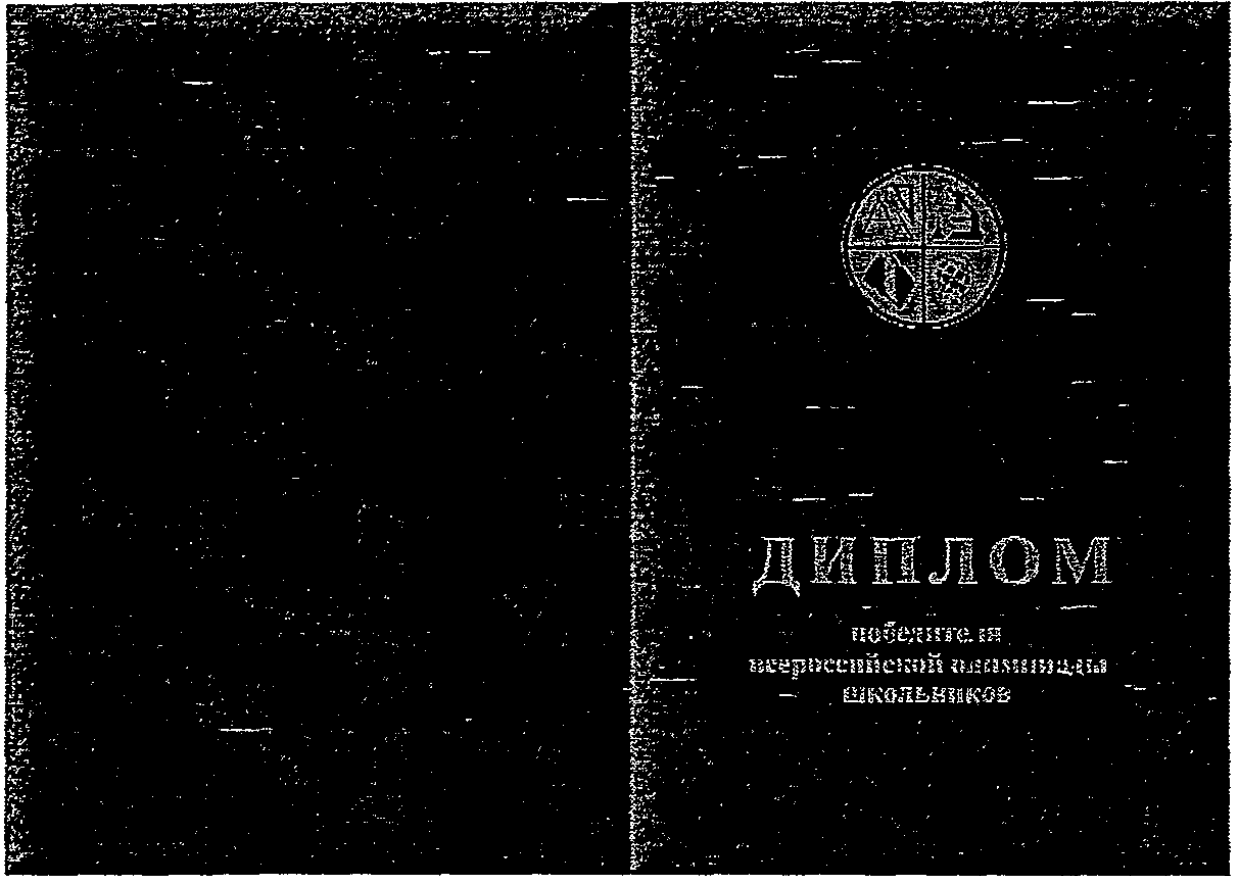 ДИПЛОМ
победителя
всероссийской олимпиады
школьников